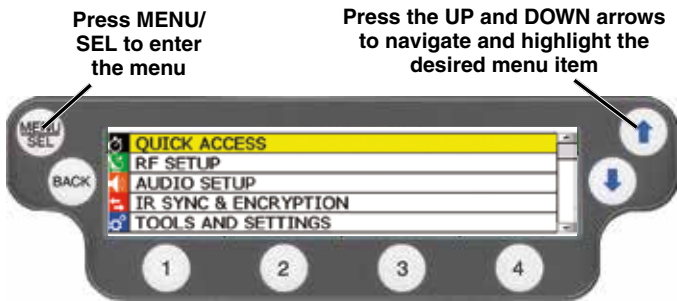 Press MENU/
SEL to enter
the menu
Press the UP and DOWN arrows
to navigate and highlight the
desired menu item
MENU
SEL
BACK
QUICK ACCESS
RF SETUP
AUDIO SETUP
IR SYNC & ENCRYPTION
TOOLS AND SETTINGS
1
2
3
4